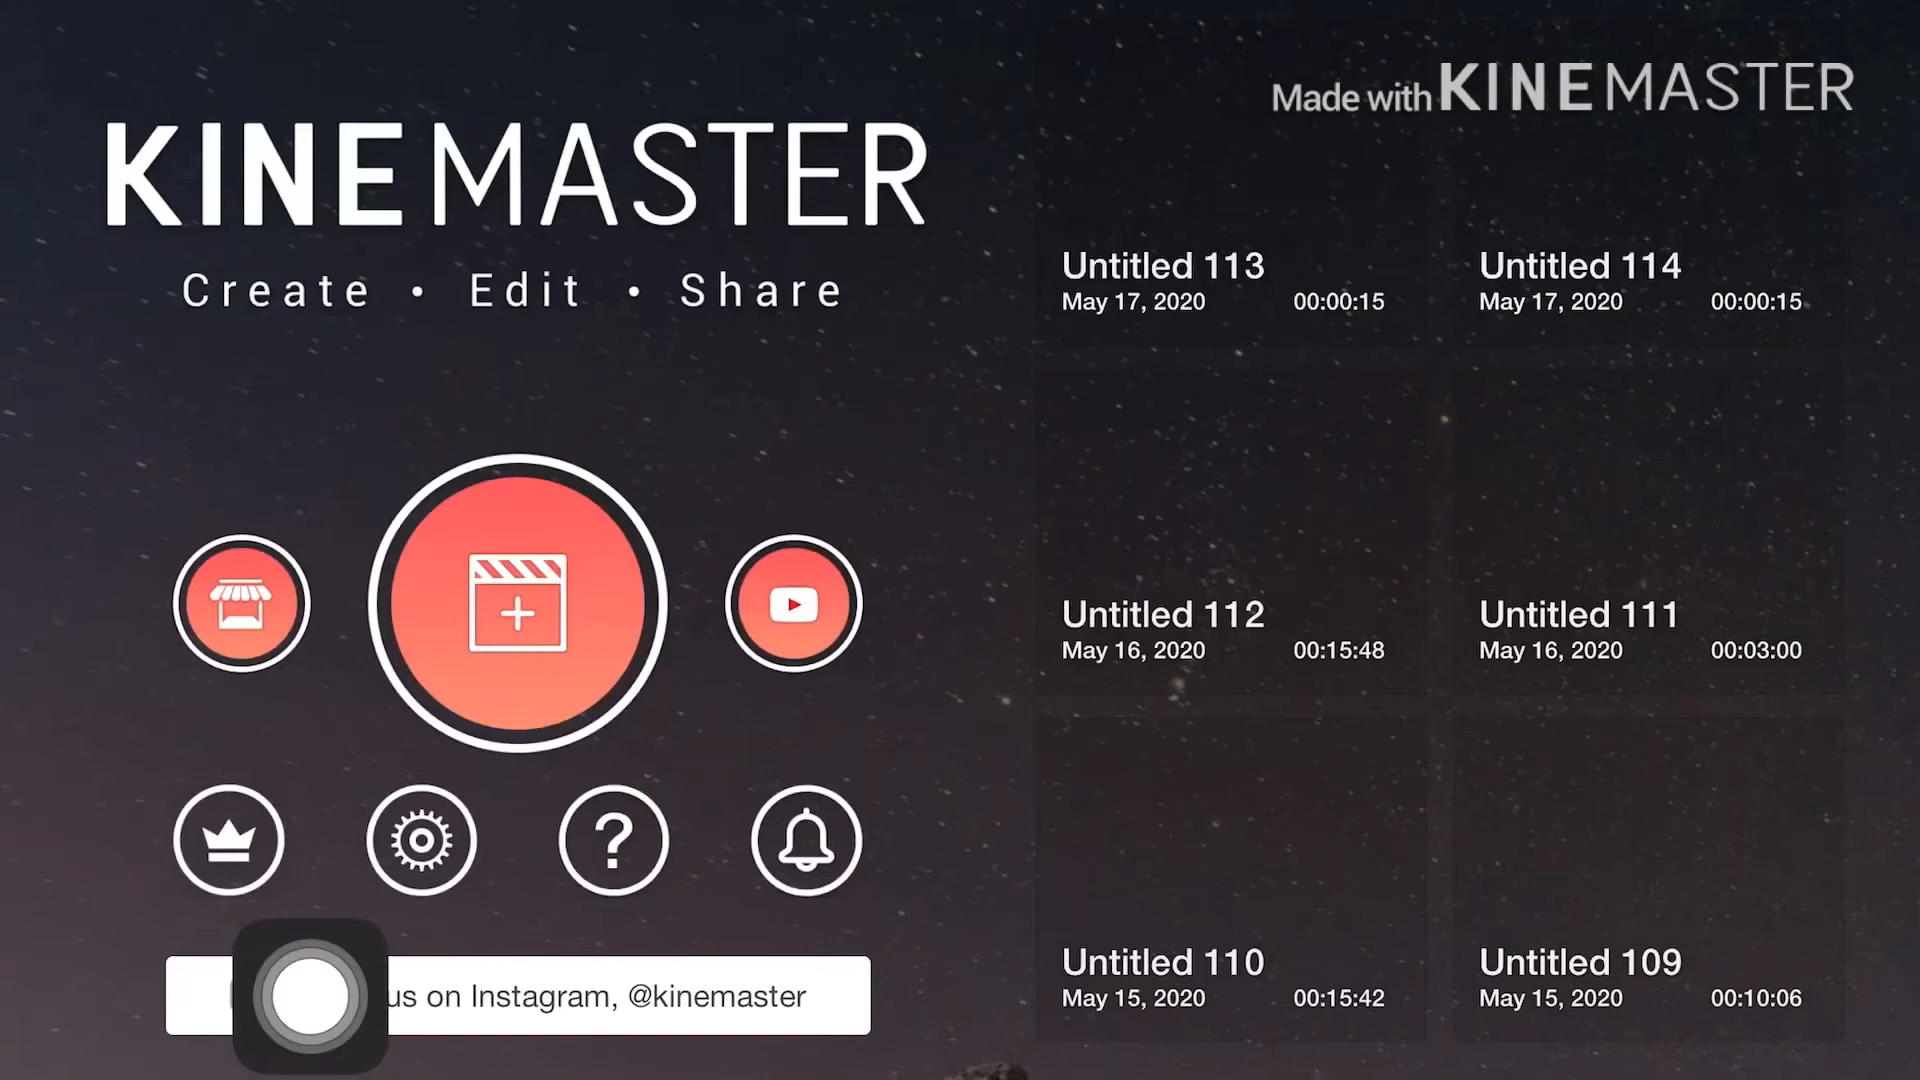 Made with KINEMASTER
KINEMASTER
Create • Edit • Share
Untitled 113
May 17, 2020 00:00:15
Untitled 114
May 17, 2020 00:00:15
Untitled 112
May 16, 2020 00:15:48
Untitled 111
May 16, 2020 00:03:00
Untitled 110
May 15, 2020 00:15:42
Untitled 109
May 15, 2020 00:10:06
us on Instagram, @kinemaster